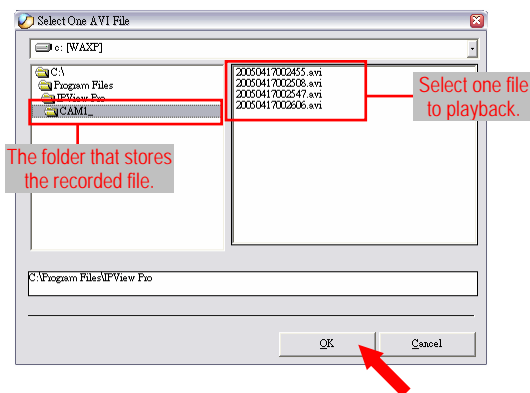 Select One AVI File
c: [WAXP]
C:\
Program Files
IPView Pro
CAM1_
20050417002455.avi
20050417002508.avi
20050417002547.avi
20050417002606.avi
Select one file
to playback.
The folder that stores
the recorded file.
C:\Program Files\IPView Pro
OK
Cancel